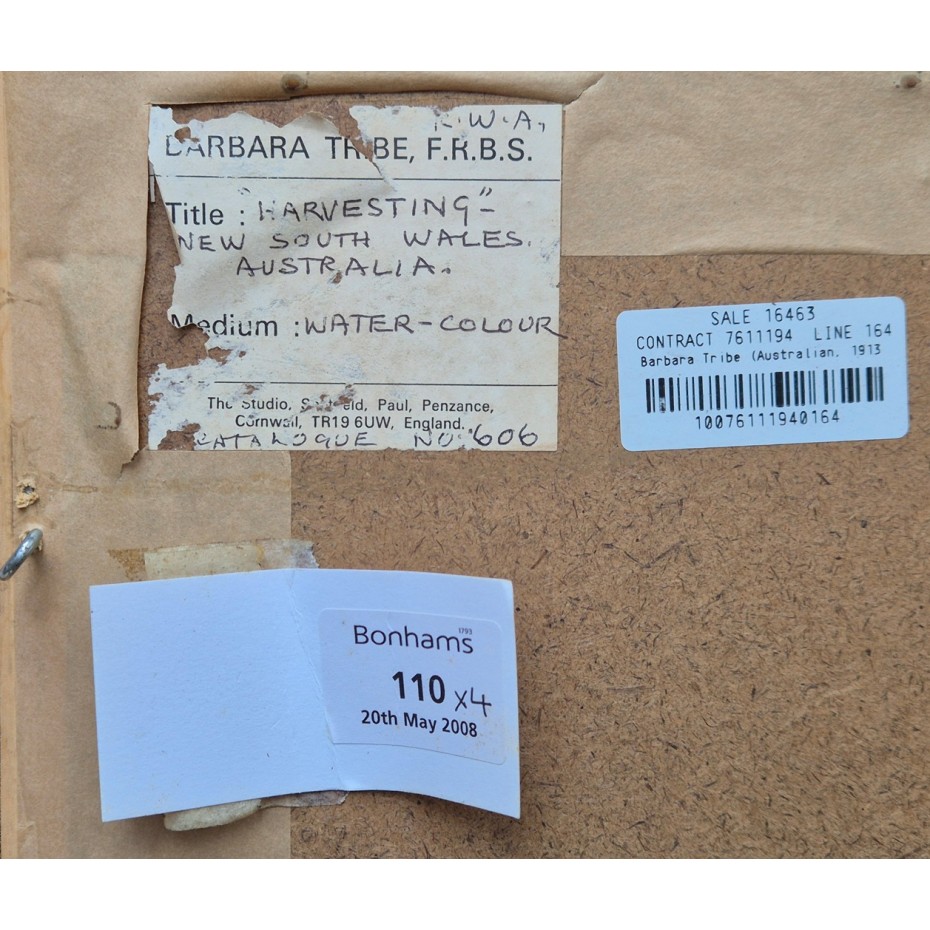 R.W.A.,
BARBARA TRIBE, F.R.B.S.
Title : "HARVESTING" -
NEW SOUTH WALES.
AUSTRALIA.
Medium : WATER-COLOUR
The Studio, Paul, Penzance,
Cornwall, TR19 6UW, England.
CATALOGUE NO: 606
SALE 16463
CONTRACT 7611194 LINE 164
Barbara Tribe (Australian, 1913
10076111940164
Bonhams 1793
110 x4
20th May 2008